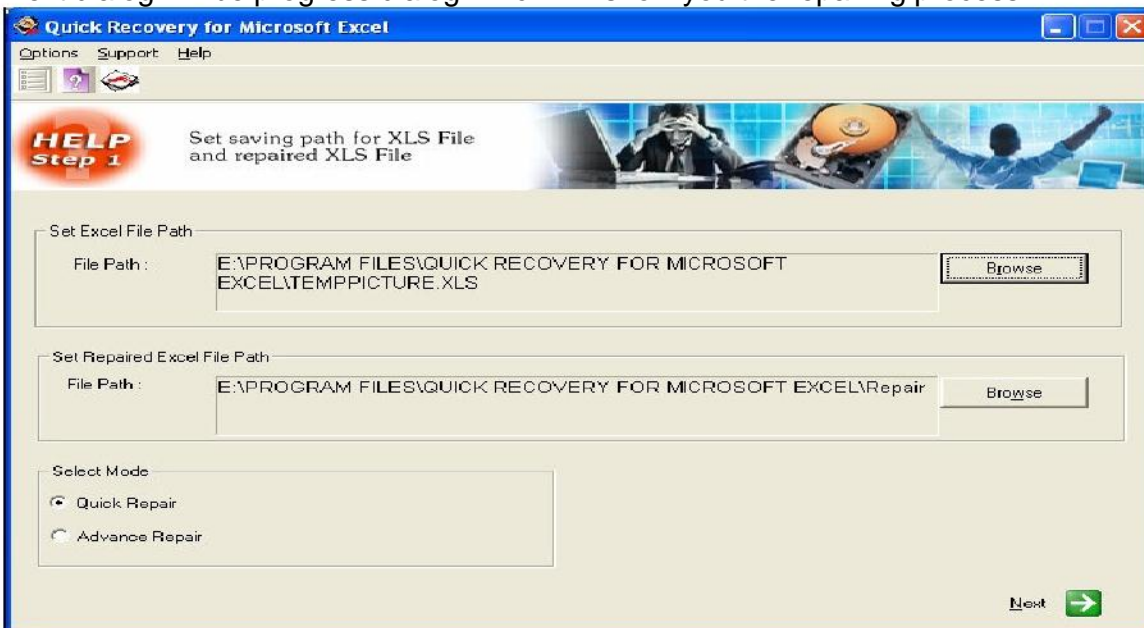 Quick Recovery for Microsoft Excel
Options Support Help
HELP
Step 1
Set saving path for XLS File
and repaired XLS File
Set Excel File Path
File Path :
E:\PROGRAM FILES\QUICK RECOVERY FOR MICROSOFT
EXCEL\TEMPPICTURE.XLS
Browse
Set Repaired Excel File Path
File Path :
E:\PROGRAM FILES\QUICK RECOVERY FOR MICROSOFT EXCEL\Repair
Browse
Select Mode
Quick Repair
Advance Repair
Next